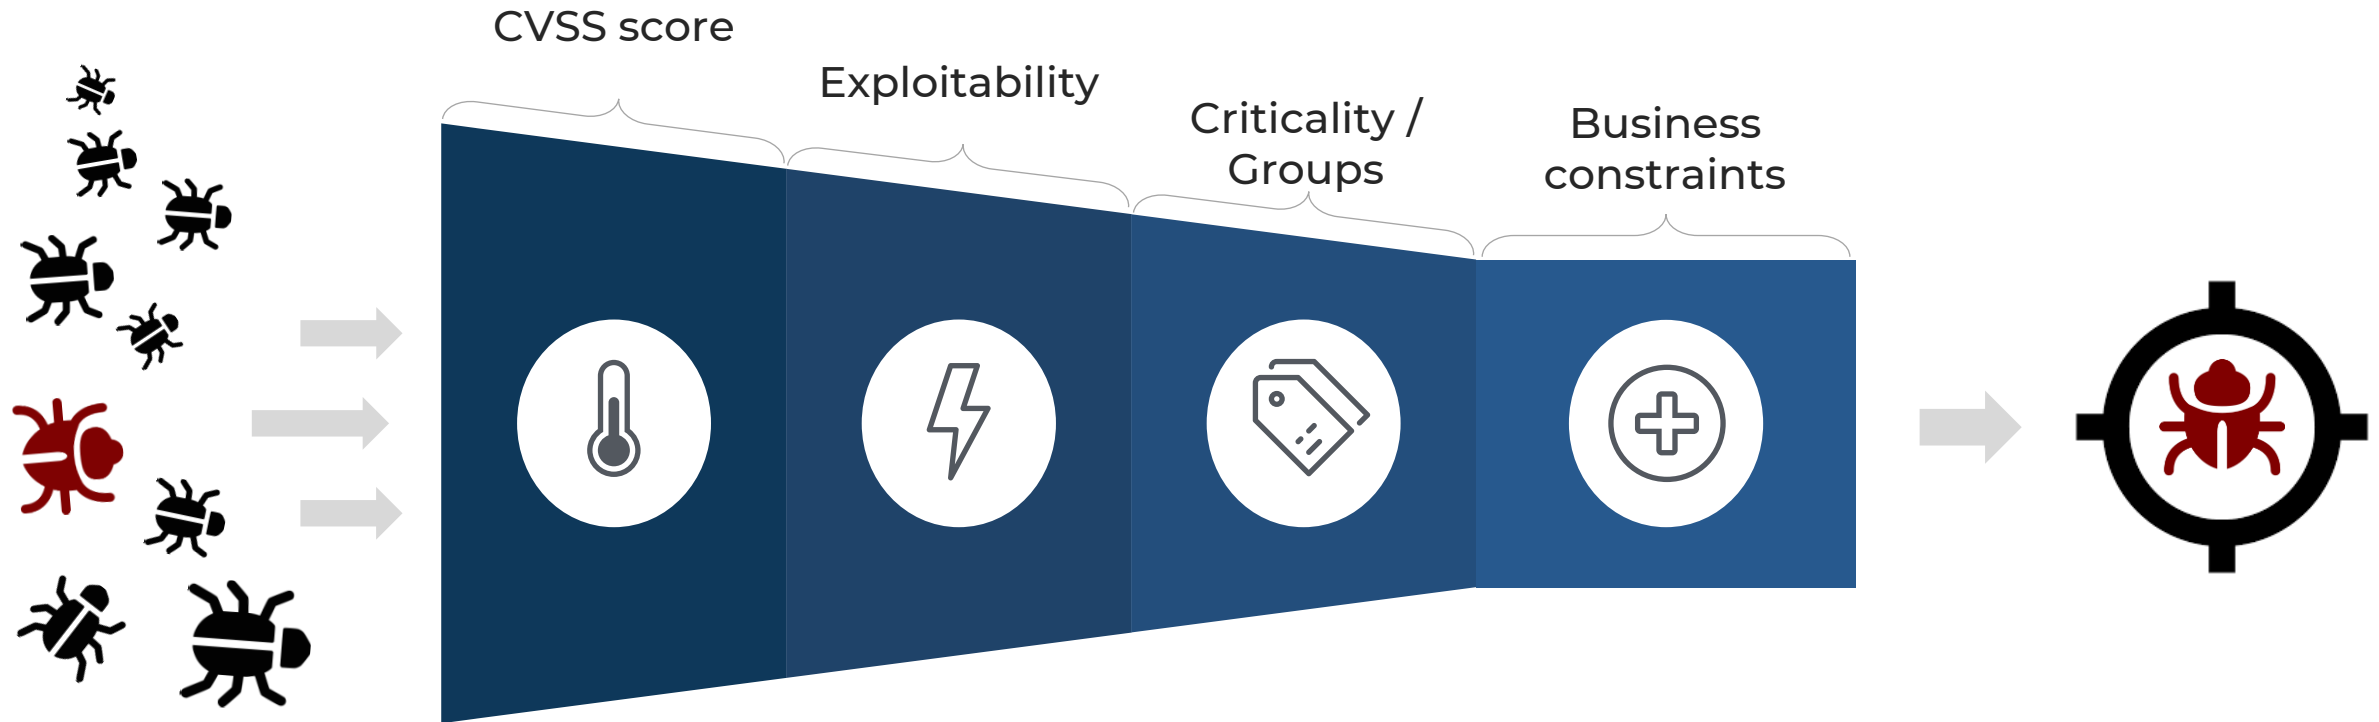 CVSS score
Exploitability
Criticality /
Groups
Business
constraints